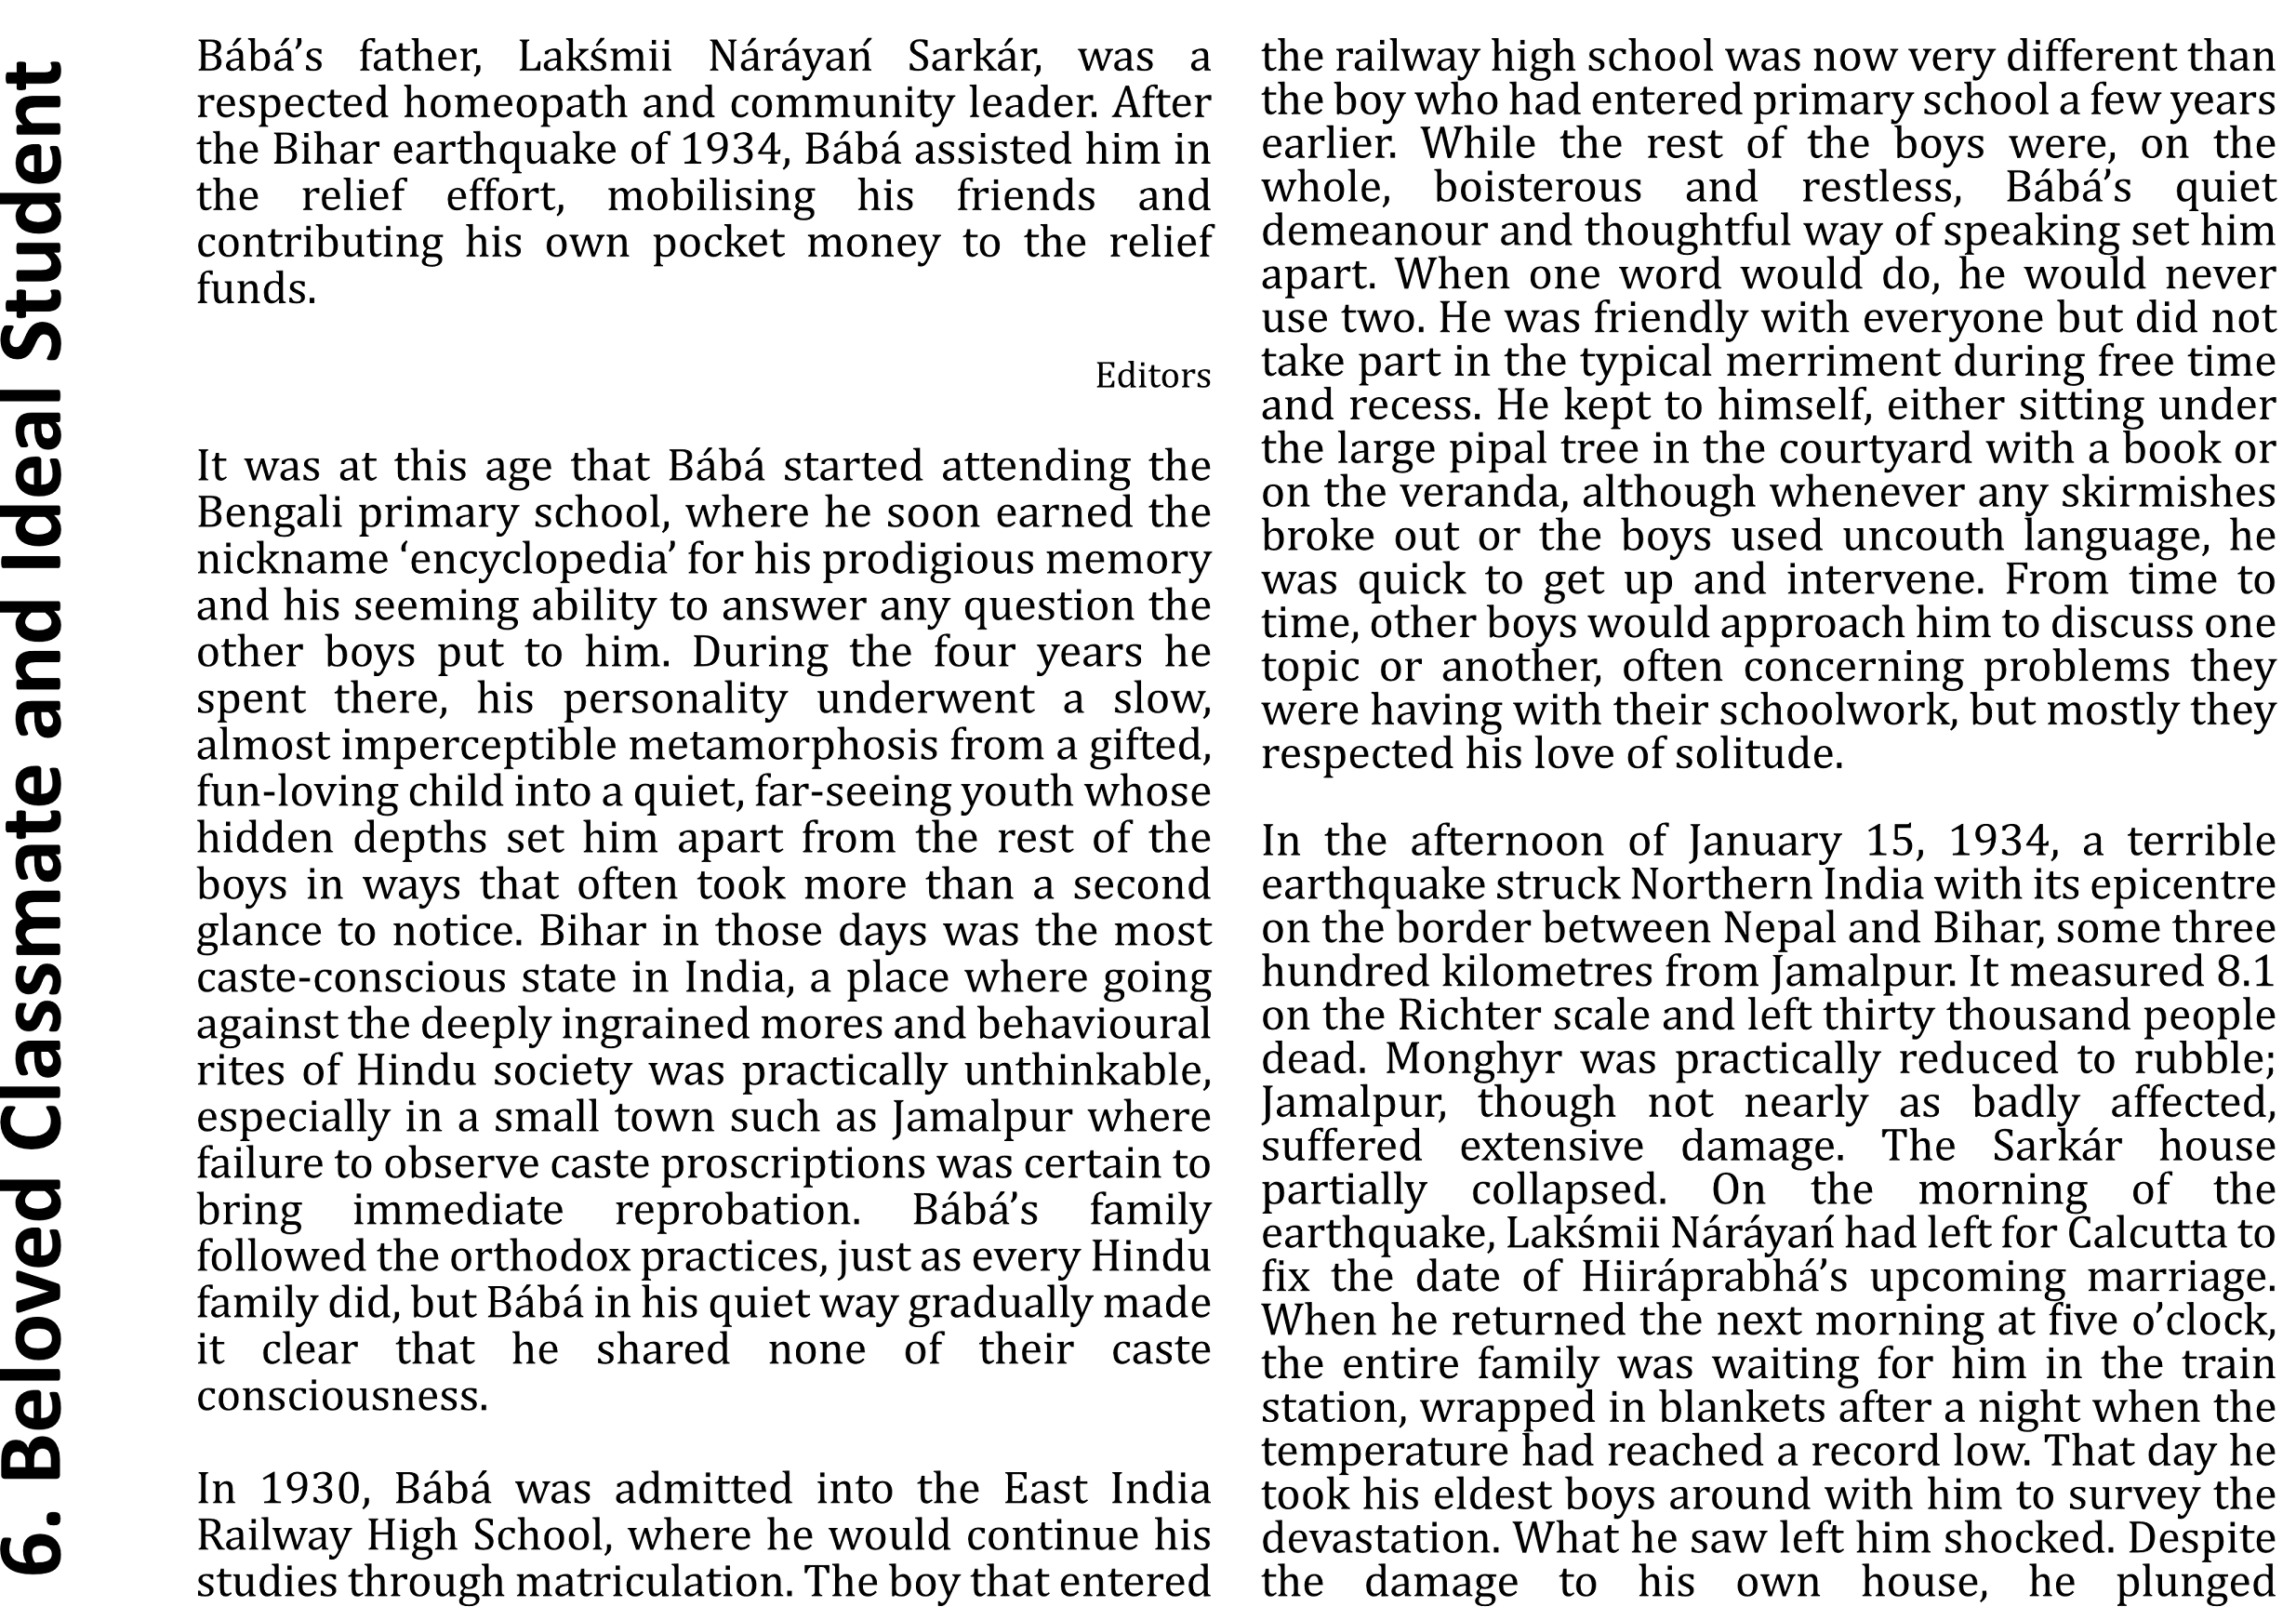 6. Beloved Classmate and Ideal Student
Bábá’s father, Lakśmii Náráyań Sarkár, was a
respected homeopath and community leader. After
the Bihar earthquake of 1934, Bábá assisted him in
the relief effort, mobilising his friends and
contributing his own pocket money to the relief
funds.
Editors
It was at this age that Bábá started attending the
Bengali primary school, where he soon earned the
nickname ‘encyclopedia’ for his prodigious memory
and his seeming ability to answer any question the
other boys put to him. During the four years he
spent there, his personality underwent a slow,
almost imperceptible metamorphosis from a gifted,
fun-loving child into a quiet, far-seeing youth whose
hidden depths set him apart from the rest of the
boys in ways that often took more than a second
glance to notice. Bihar in those days was the most
caste-conscious state in India, a place where going
against the deeply ingrained mores and behavioural
rites of Hindu society was practically unthinkable,
especially in a small town such as Jamalpur where
failure to observe caste proscriptions was certain to
bring immediate reprobation. Bábá’s family
followed the orthodox practices, just as every Hindu
family did, but Bábá in his quiet way gradually made
it clear that he shared none of their caste
consciousness.
In 1930, Bábá was admitted into the East India
Railway High School, where he would continue his
studies through matriculation. The boy that entered
the railway high school was now very different than
the boy who had entered primary school a few years
earlier. While the rest of the boys were, on the
whole, boisterous and restless, Bábá’s quiet
demeanour and thoughtful way of speaking set him
apart. When one word would do, he would never
use two. He was friendly with everyone but did not
take part in the typical merriment during free time
and recess. He kept to himself, either sitting under
the large pipal tree in the courtyard with a book or
on the veranda, although whenever any skirmishes
broke out or the boys used uncouth language, he
was quick to get up and intervene. From time to
time, other boys would approach him to discuss one
topic or another, often concerning problems they
were having with their schoolwork, but mostly they
respected his love of solitude.
In the afternoon of January 15, 1934, a terrible
earthquake struck Northern India with its epicentre
on the border between Nepal and Bihar, some three
hundred kilometres from Jamalpur. It measured 8.1
on the Richter scale and left thirty thousand people
dead. Monghyr was practically reduced to rubble;
Jamalpur, though not nearly as badly affected,
suffered extensive damage. The Sarkár house
partially collapsed. On the morning of the
earthquake, Lakśmii Náráyań had left for Calcutta to
fix the date of Hiiráprabhá’s upcoming marriage.
When he returned the next morning at five o’clock,
the entire family was waiting for him in the train
station, wrapped in blankets after a night when the
temperature had reached a record low. That day he
took his eldest boys around with him to survey the
devastation. What he saw left him shocked. Despite
the damage to his own house, he plunged